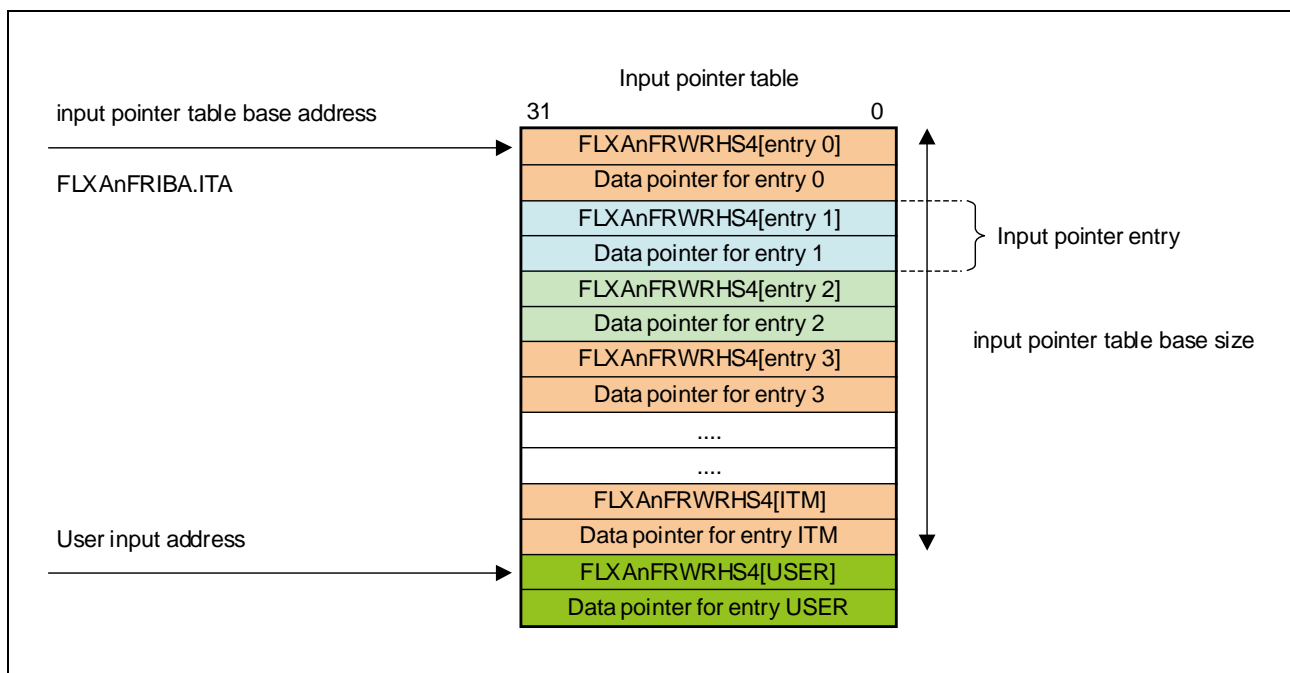 Input pointer table
input pointer table base address
31 0
FLXAnFRWRHS4[entry 0]
FLXAnFRIBA.ITA
Data pointer for entry 0
FLXAnFRWRHS4[entry 1]
Input pointer entry
Data pointer for entry 1
FLXAnFRWRHS4[entry 2]
Data pointer for entry 2
input pointer table base size
FLXAnFRWRHS4[entry 3]
Data pointer for entry 3
....
....
FLXAnFRWRHS4[ITM]
User input address
Data pointer for entry ITM
FLXAnFRWRHS4[USER]
Data pointer for entry USER